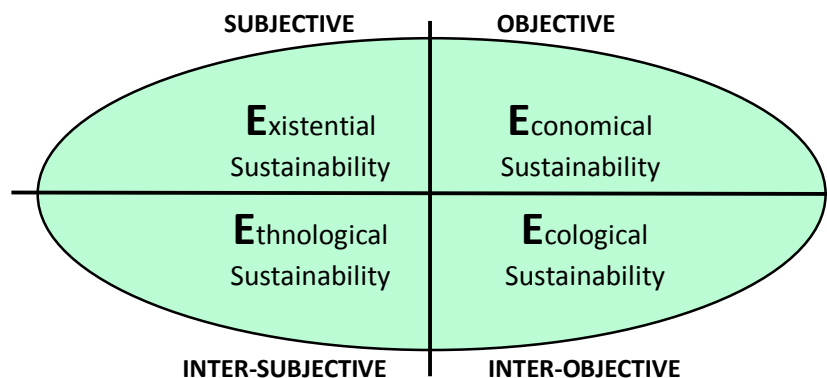 SUBJECTIVE OBJECTIVE
Existential Economical
Sustainability Sustainability
Ethnological Ecological
Sustainability Sustainability
INTER-SUBJECTIVE INTER-OBJECTIVE